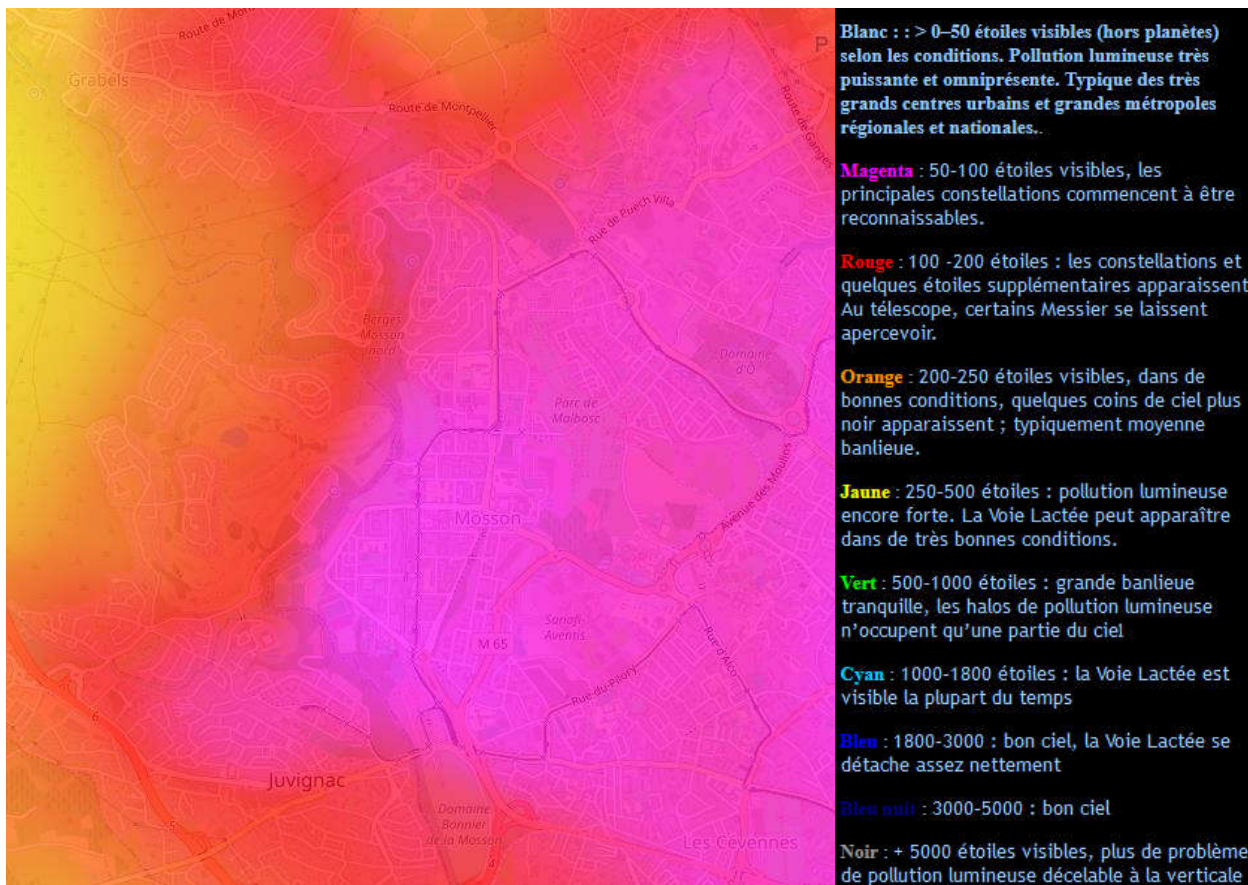 Route de Mont
Grabels
P
Route de Montpellier
Route de Ganges
Rue de Puech Villa
Berges
Mosson
nord
Domaine
d'O
Parc de
Malbosc
Avenue des Moulins
Mosson
Sanofi-
Aventis
M 65
Rue d'Alco
Rue du Pilory
6
Juvignac
Domaine
Bonnier
de la Mosson
5
Les Cévennes
4
Blanc : : > 0–50 étoiles visibles (hors planètes)
selon les conditions. Pollution lumineuse très
puissante et omniprésente. Typique des très
grands centres urbains et grandes métropoles
régionales et nationales..
Magenta : 50-100 étoiles visibles, les
principales constellations commencent à être
reconnaissables.
Rouge : 100 -200 étoiles : les constellations et
quelques étoiles supplémentaires apparaissent
Au télescope, certains Messier se laissent
apercevoir.
Orange : 200-250 étoiles visibles, dans de
bonnes conditions, quelques coins de ciel plus
noir apparaissent ; typiquement moyenne
banlieue.
Jaune : 250-500 étoiles : pollution lumineuse
encore forte. La Voie Lactée peut apparaître
dans de très bonnes conditions.
Vert : 500-1000 étoiles : grande banlieue
tranquille, les halos de pollution lumineuse
n'occupent qu'une partie du ciel
Cyan : 1000-1800 étoiles : la Voie Lactée est
visible la plupart du temps
Bleu : 1800-3000 : bon ciel, la Voie Lactée se
détache assez nettement
Bleu nuit : 3000-5000 : bon ciel
Noir : + 5000 étoiles visibles, plus de problème
de pollution lumineuse décelable à la verticale